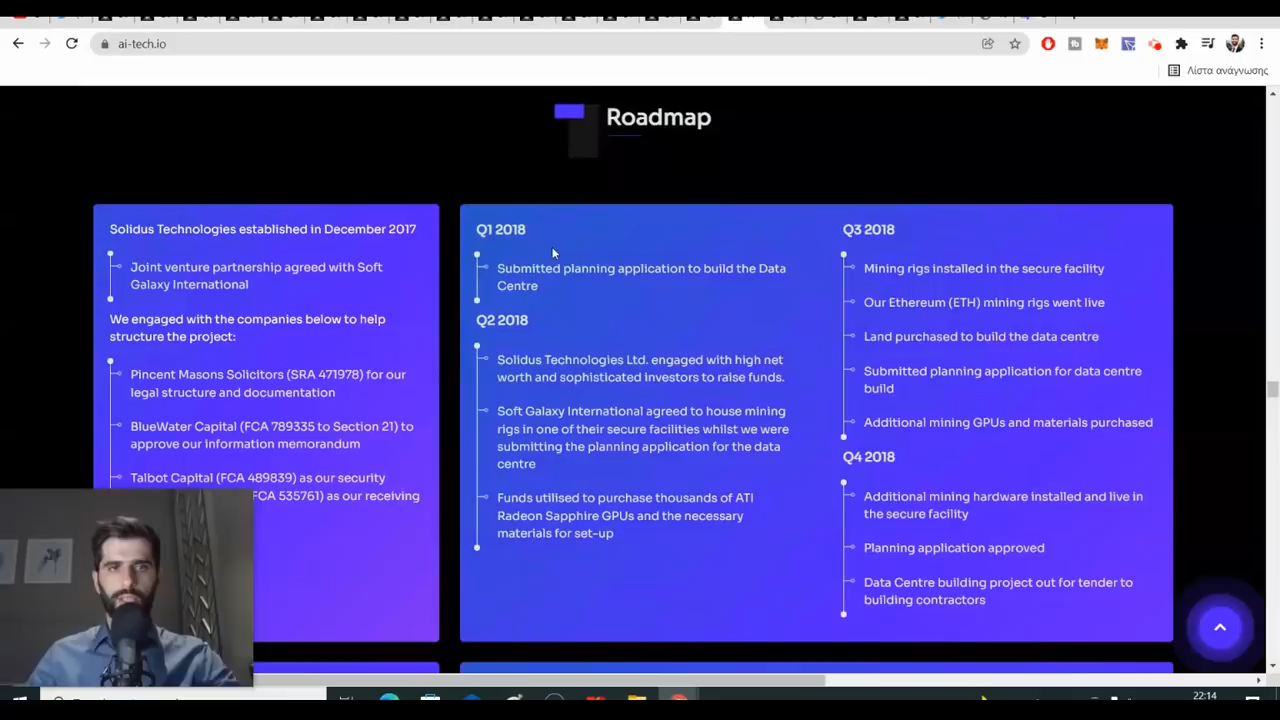 ai-tech.io
Λίστα ανάγνωσης
Roadmap
Solidus Technologies established in December 2017
Joint venture partnership agreed with Soft
Galaxy International
We engaged with the companies below to help
structure the project:
Pincent Masons Solicitors (SRA 471978) for our
legal structure and documentation
BlueWater Capital (FCA 789335 to Section 21) to
approve our information memorandum
Talbot Capital (FCA 489839) as our security
(FCA 535761) as our receiving
Q1 2018
Submitted planning application to build the Data
Centre
Q2 2018
Solidus Technologies Ltd. engaged with high net
worth and sophisticated investors to raise funds.
Soft Galaxy International agreed to house mining
rigs in one of their secure facilities whilst we were
submitting the planning application for the data
centre
Funds utilised to purchase thousands of ATI
Radeon Sapphire GPUs and the necessary
materials for set-up
Q3 2018
Mining rigs installed in the secure facility
Our Ethereum (ETH) mining rigs went live
Land purchased to build the data centre
Submitted planning application for data centre
build
Additional mining GPUs and materials purchased
Q4 2018
Additional mining hardware installed and live in
the secure facility
Planning application approved
Data Centre building project out for tender to
building contractors
22:14